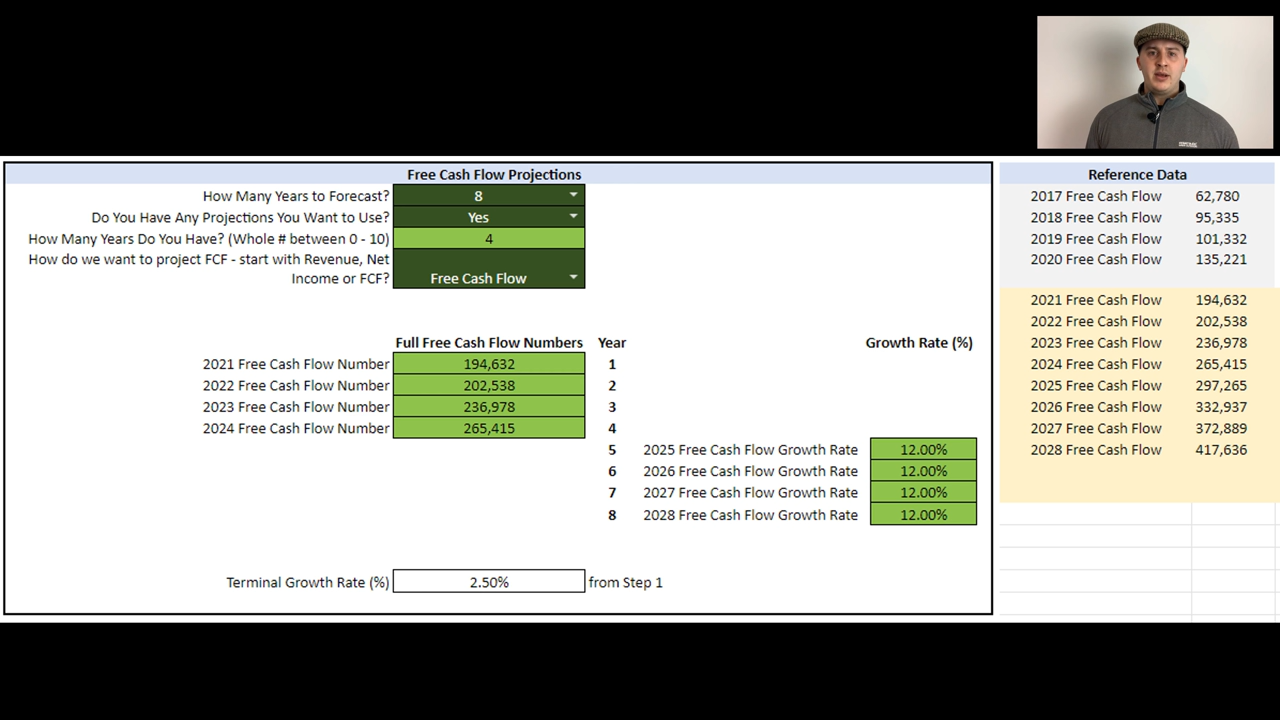 Free Cash Flow Projections
How Many Years to Forecast? 8
Do You Have Any Projections You Want to Use? Yes
How Many Years Do You Have? (Whole # between 0 - 10) 4
How do we want to project FCF - start with Revenue, Net
Income or FCF? Free Cash Flow
Full Free Cash Flow Numbers Year Growth Rate (%)
2021 Free Cash Flow Number 194,632 1
2022 Free Cash Flow Number 202,538 2
2023 Free Cash Flow Number 236,978 3
2024 Free Cash Flow Number 265,415 4
5 2025 Free Cash Flow Growth Rate 12.00%
6 2026 Free Cash Flow Growth Rate 12.00%
7 2027 Free Cash Flow Growth Rate 12.00%
8 2028 Free Cash Flow Growth Rate 12.00%
Terminal Growth Rate (%) 2.50% from Step 1
Reference Data
2017 Free Cash Flow 62,780
2018 Free Cash Flow 95,335
2019 Free Cash Flow 101,332
2020 Free Cash Flow 135,221
2021 Free Cash Flow 194,632
2022 Free Cash Flow 202,538
2023 Free Cash Flow 236,978
2024 Free Cash Flow 265,415
2025 Free Cash Flow 297,265
2026 Free Cash Flow 332,937
2027 Free Cash Flow 372,889
2028 Free Cash Flow 417,636